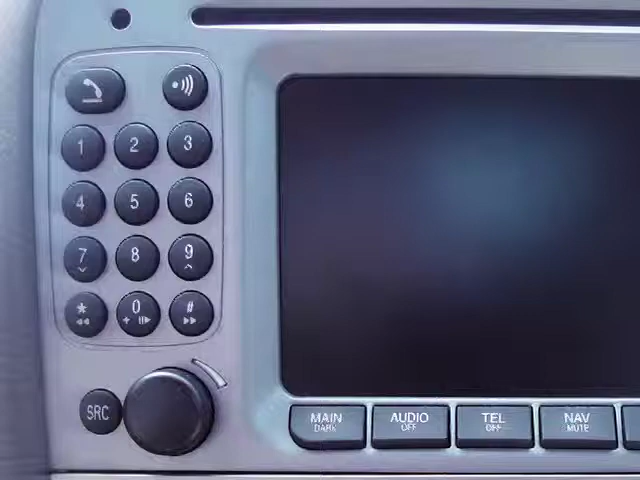 1 2 3
4 5 6
7 8 9
* 0 #
+
SRC
MAIN AUDIO TEL NAV
DARK OFF OFF MUTE